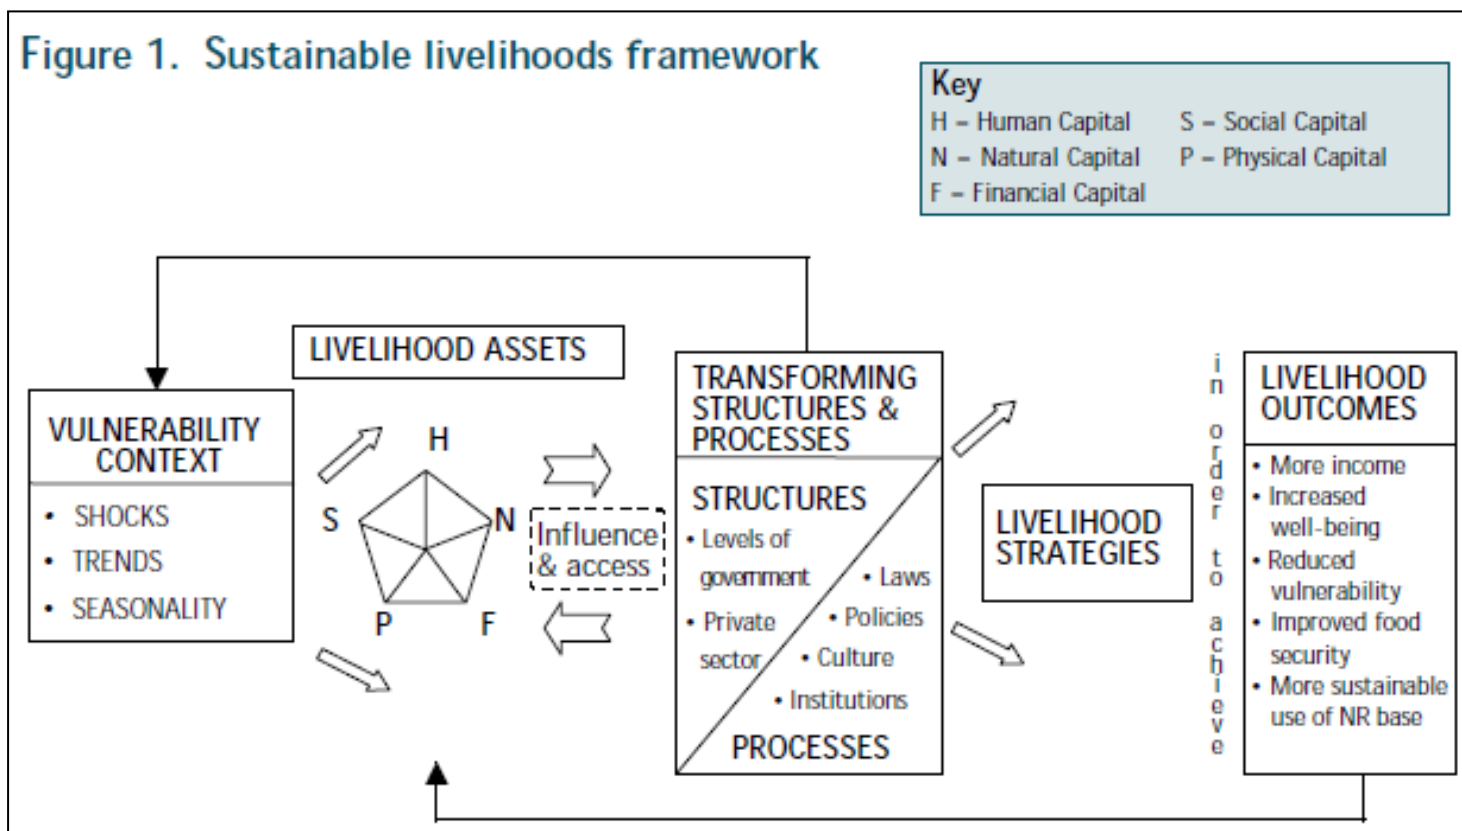 Figure 1. Sustainable livelihoods framework
Key
H – Human Capital
S – Social Capital
N – Natural Capital
P – Physical Capital
F – Financial Capital
VULNERABILITY
CONTEXT
• SHOCKS
• TRENDS
• SEASONALITY
LIVELIHOOD ASSETS
H
S
N
P
F
Influence
& access
TRANSFORMING
STRUCTURES &
PROCESSES
STRUCTURES
• Levels of
government
• Private
sector
• Laws
• Policies
• Culture
• Institutions
PROCESSES
LIVELIHOOD
STRATEGIES
in order to achieve
LIVELIHOOD
OUTCOMES
• More income
• Increased
well-being
• Reduced
vulnerability
• Improved food
security
• More sustainable
use of NR base